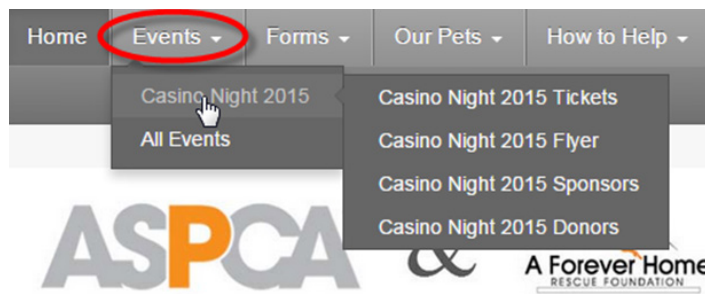 Home Events Forms Our Pets How to Help
Casino Night 2015 Casino Night 2015 Tickets
All Events Casino Night 2015 Flyer
Casino Night 2015 Sponsors
Casino Night 2015 Donors
ASPCA & A Forever Home
RESCUE FOUNDATION